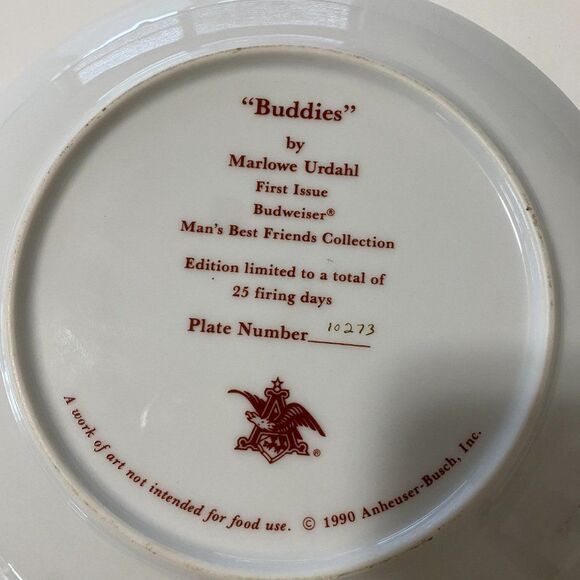 “Buddies”
by
Marlowe Urdahl
First Issue
Budweiser®
Man's Best Friends Collection
Edition limited to a total of
25 firing days
Plate Number 10273
A
®
A work of art not intended for food use. © 1990 Anheuser-Busch, Inc.